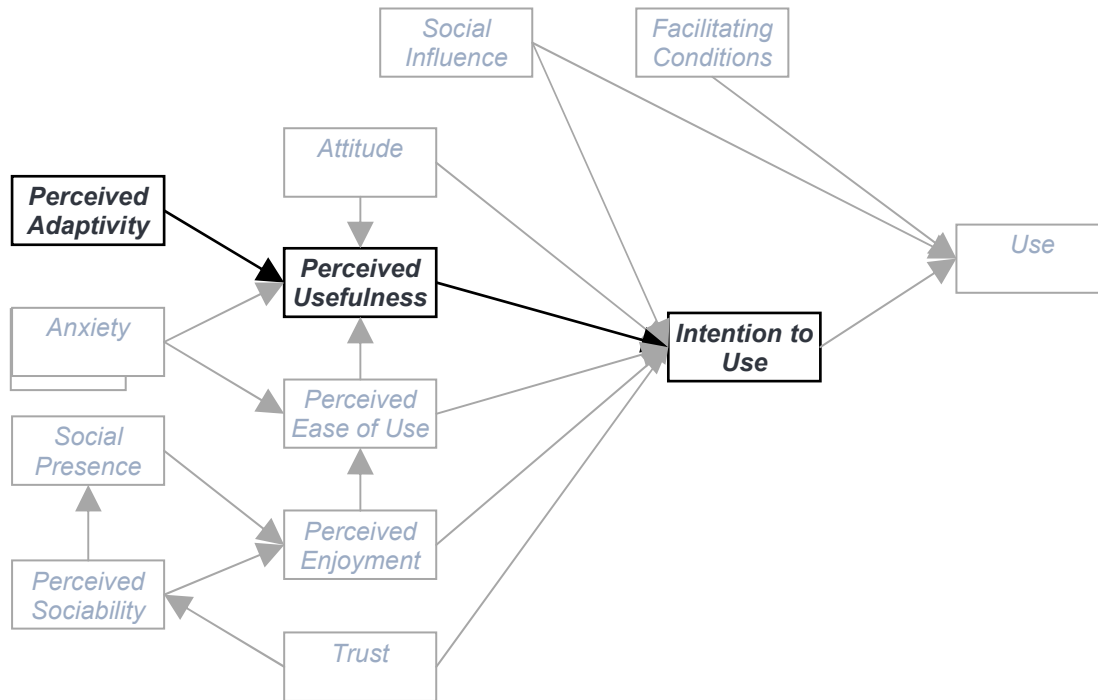 Social
Influence
Facilitating
Conditions
Attitude
Perceived
Adaptivity
Perceived
Usefulness
Use
Anxiety
Intention to
Use
Perceived
Ease of Use
Social
Presence
Perceived
Enjoyment
Perceived
Sociability
Trust